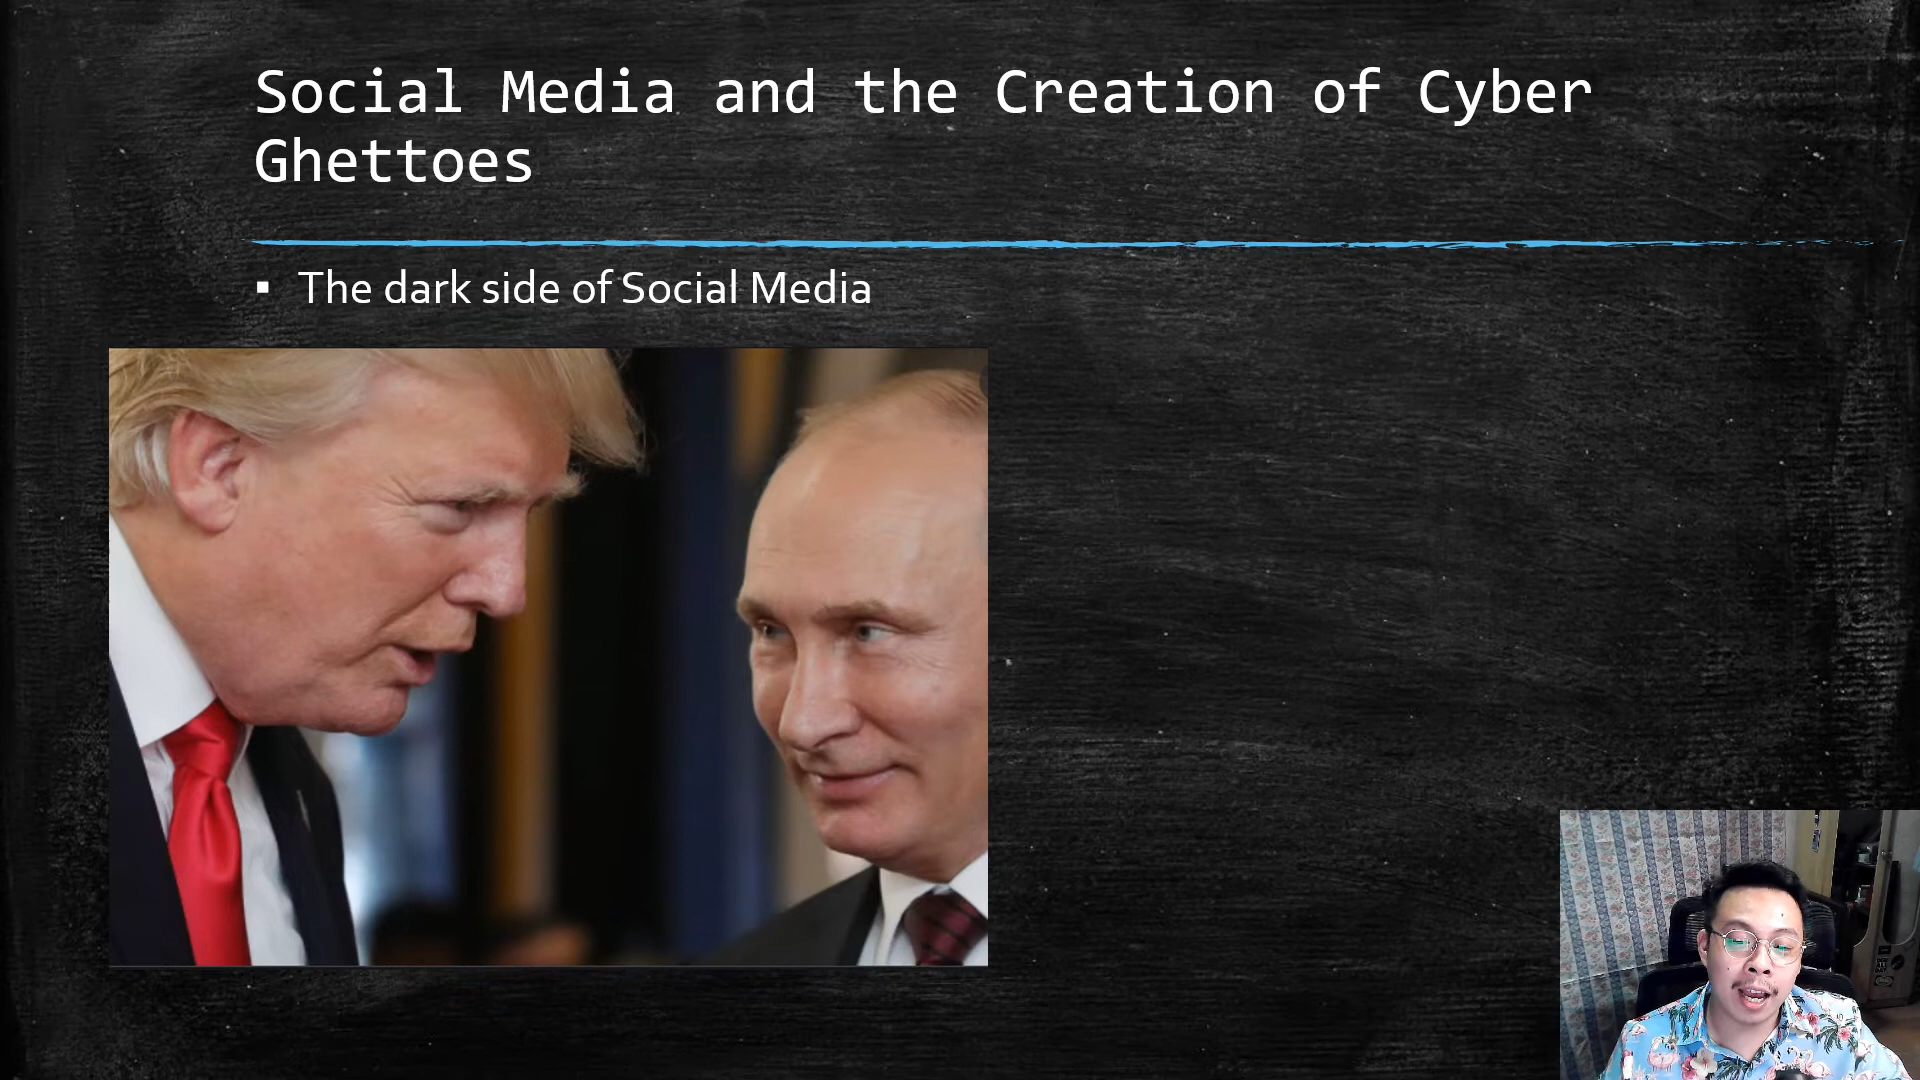 Social Media and the Creation of Cyber
Ghettoes
▪ The dark side of Social Media